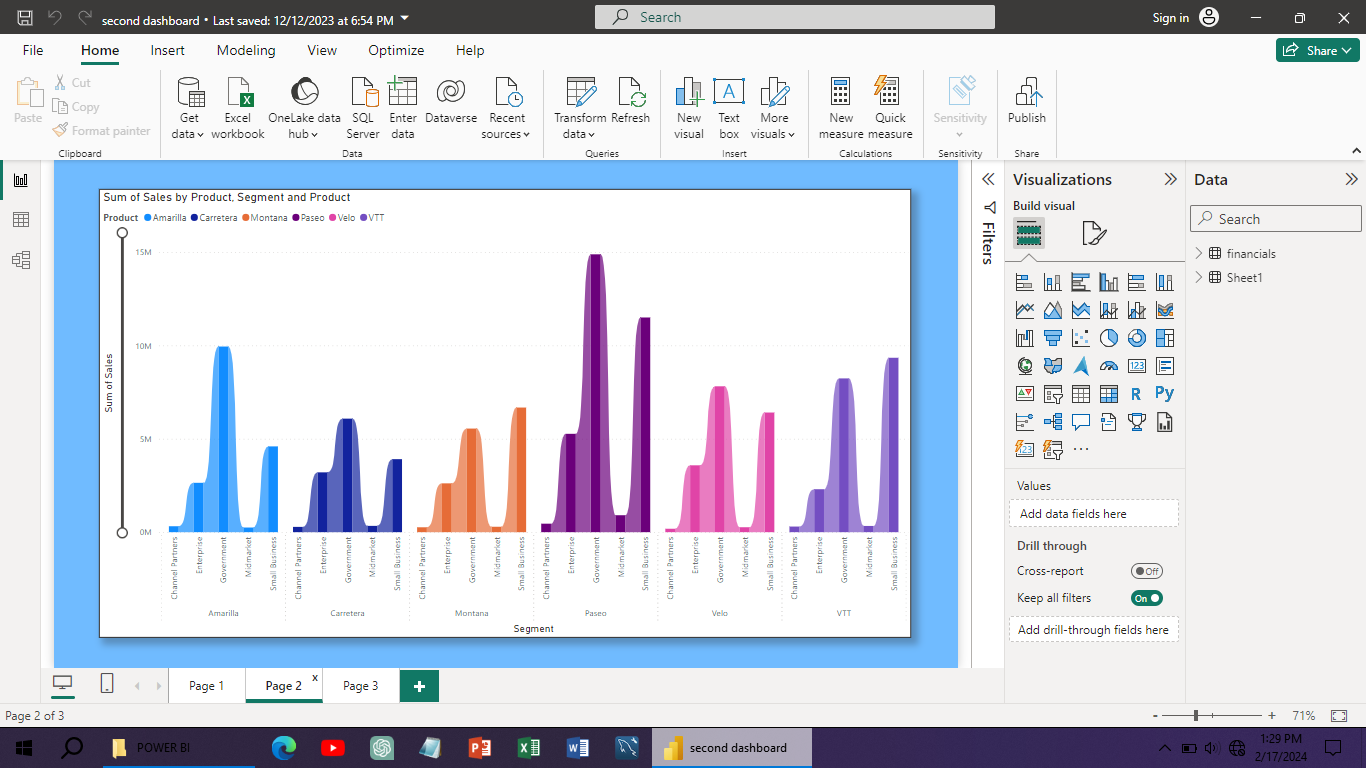 second dashboard • Last saved: 12/12/2023 at 6:54 PM
Search
Sign in
File Home Insert Modeling View Optimize Help
Share
Paste
Cut
Copy
Format painter
Clipboard
Get data
Excel workbook
OneLake data hub
SQL Server
Enter data
Dataverse
Recent sources
Data
Transform data
Refresh
Queries
New visual
Text box
More visuals
Insert
New measure
Quick measure
Calculations
Sensitivity
Sensitivity
Publish
Share
Sum of Sales by Product, Segment and Product
Product Amarilla Carretera Montana Paseo Velo VTT
15M
10M
5M
0M
Sum of Sales
Channel Partners Enterprise Government Midmarket Small Business
Channel Partners Enterprise Government Midmarket Small Business
Channel Partners Enterprise Government Midmarket Small Business
Channel Partners Enterprise Government Midmarket Small Business
Channel Partners Enterprise Government Midmarket Small Business
Channel Partners Enterprise Government Midmarket Small Business
Amarilla Carretera Montana Paseo Velo VTT
Segment
Filters
Visualizations
Build visual
123
R Py
123
Values
Add data fields here
Drill through
Cross-report Off
Keep all filters On
Add drill-through fields here
Data
Search
financials
Sheet1
Page 1 Page 2 x Page 3 +
Page 2 of 3
- + 71%
POWER BI
second dashboard
1:29 PM
2/17/2024